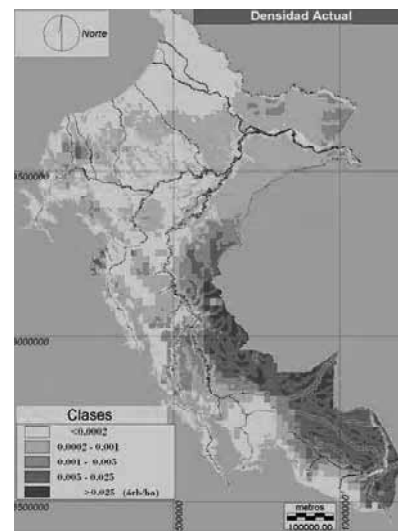 Densidad Actual
Norte
9500000
9000000
Clases
<0.0002
0.0002 - 0.001
0.001 - 0.005
0.005 - 0.025
>0.025 (árb/ha)
metros
100000.00